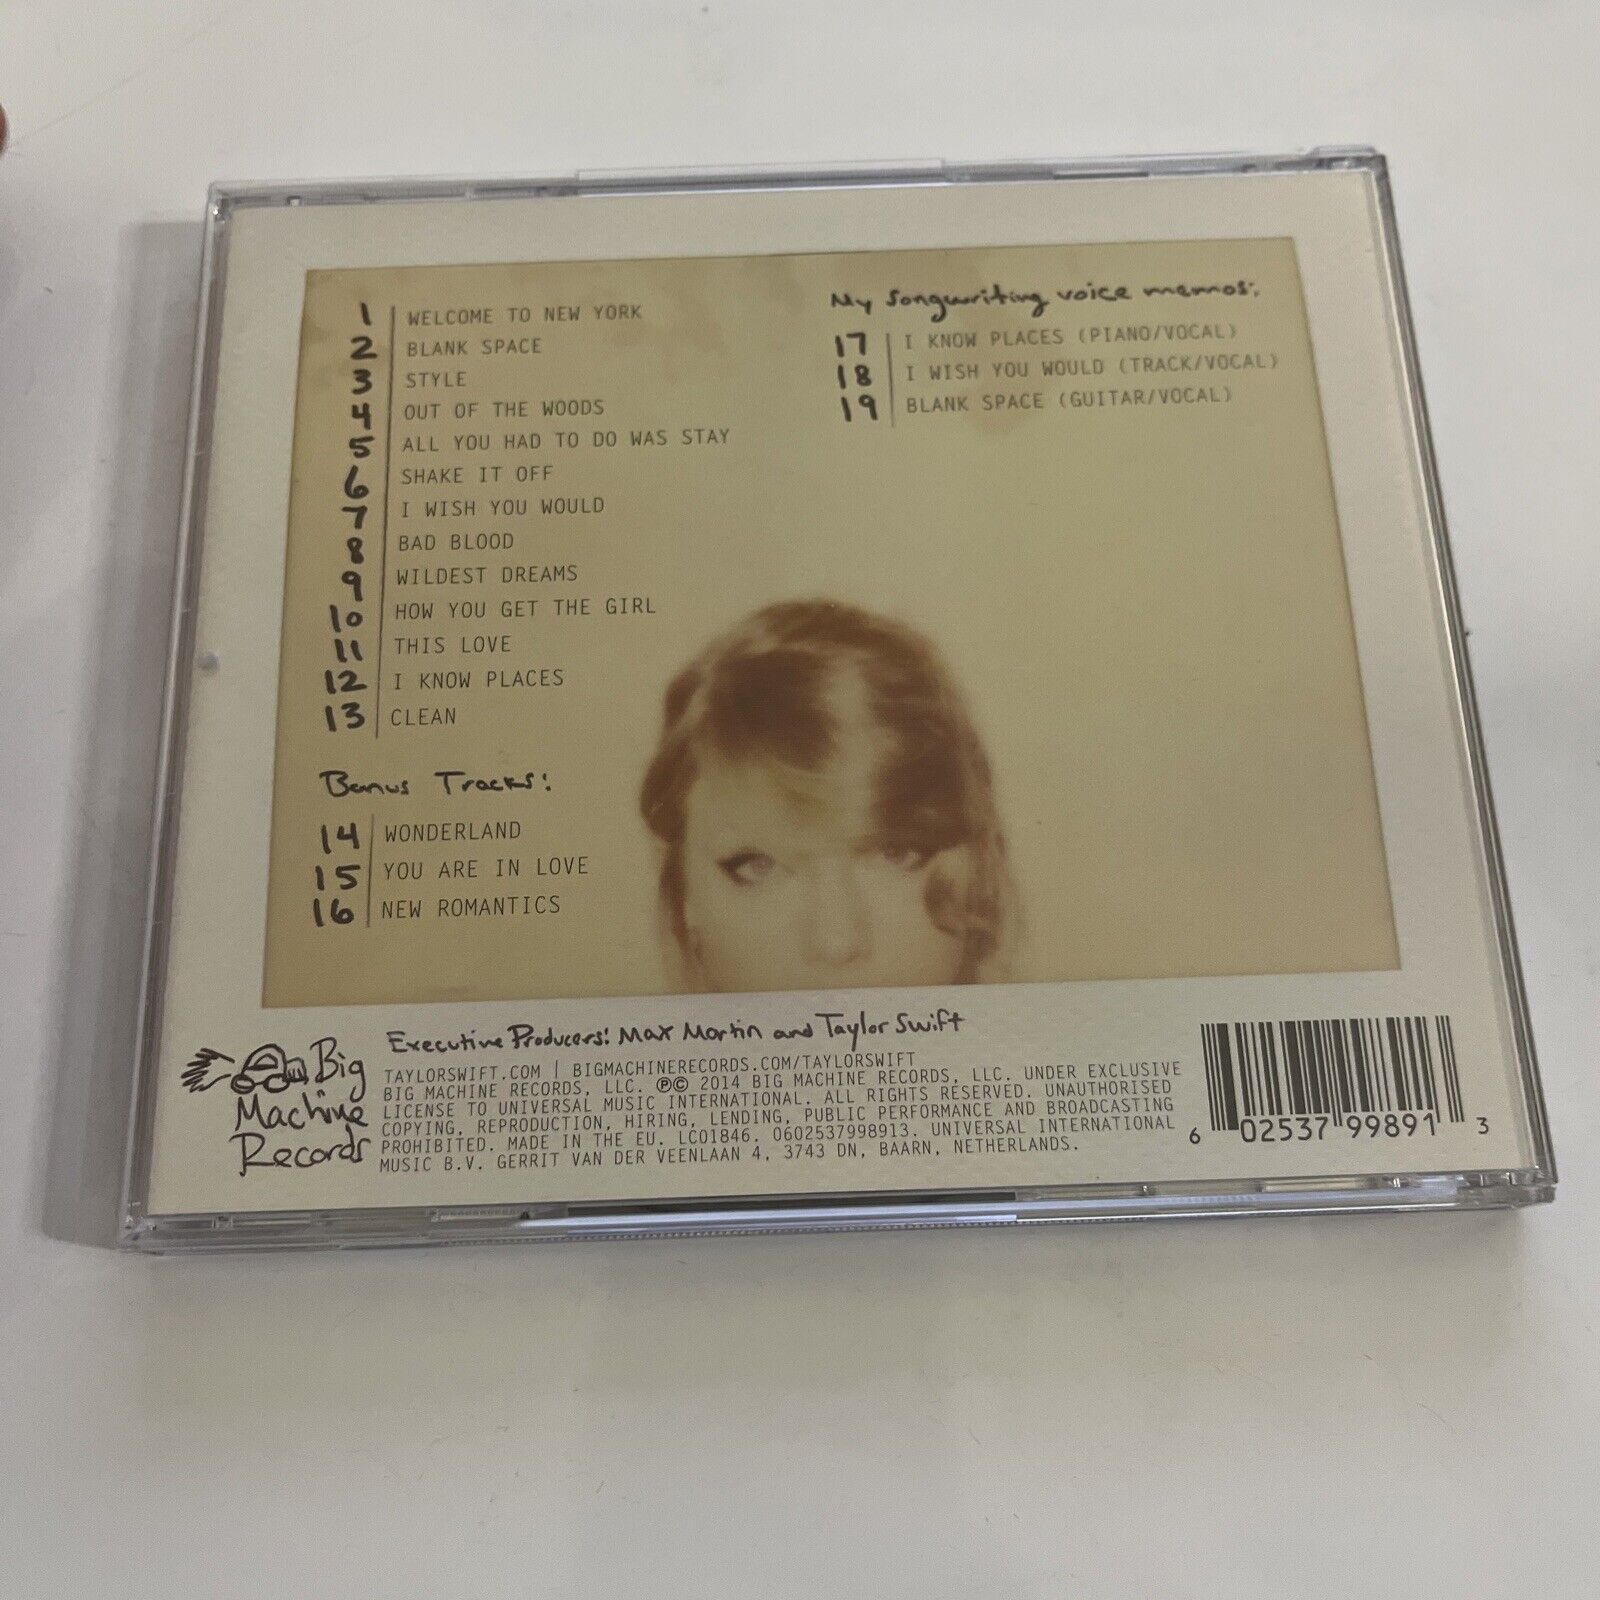 1 WELCOME TO NEW YORK
2 BLANK SPACE
3 STYLE
4 OUT OF THE WOODS
5 ALL YOU HAD TO DO WAS STAY
6 SHAKE IT OFF
7 I WISH YOU WOULD
8 BAD BLOOD
9 WILDEST DREAMS
10 HOW YOU GET THE GIRL
11 THIS LOVE
12 I KNOW PLACES
13 CLEAN
Bonus Tracks:
14 WONDERLAND
15 YOU ARE IN LOVE
16 NEW ROMANTICS
My songwriting voice memos:
17 I KNOW PLACES (PIANO/VOCAL)
18 I WISH YOU WOULD (TRACK/VOCAL)
19 BLANK SPACE (GUITAR/VOCAL)
Big
Machine
Records
Executive Producers: Max Martin and Taylor Swift
TAYLORSWIFT.COM | BIGMACHINERECORDS.COM/TAYLORSWIFT
BIG MACHINE RECORDS, LLC. ℗© 2014 BIG MACHINE RECORDS, LLC. UNDER EXCLUSIVE
LICENSE TO UNIVERSAL MUSIC INTERNATIONAL. ALL RIGHTS RESERVED. UNAUTHORISED
COPYING, REPRODUCTION, HIRING, LENDING, PUBLIC PERFORMANCE AND BROADCASTING
PROHIBITED. MADE IN THE EU. LC01846. 0602537998913. UNIVERSAL INTERNATIONAL
MUSIC B.V. GERRIT VAN DER VEENLAAN 4, 3743 DN, BAARN, NETHERLANDS.
6 02537 99891 3